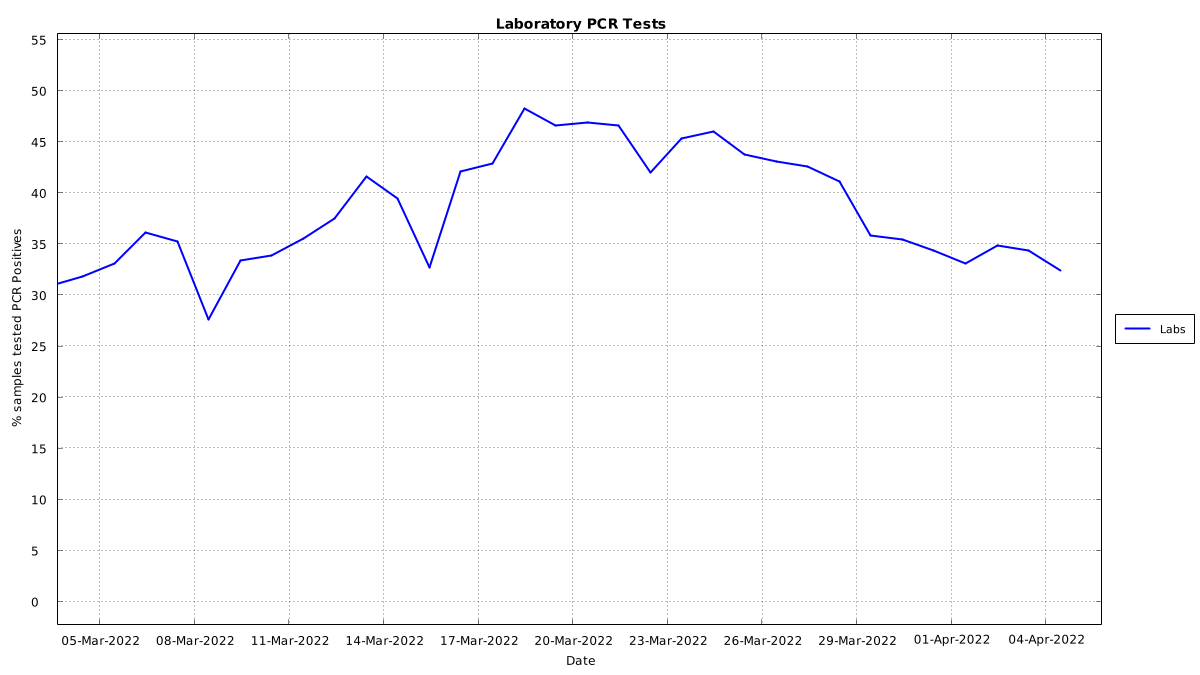 Laboratory PCR Tests
% samples tested PCR Positives
55
50
45
40
35
30
25
20
15
10
5
0
Labs
05-Mar-2022 08-Mar-2022 11-Mar-2022 14-Mar-2022 17-Mar-2022 20-Mar-2022 23-Mar-2022 26-Mar-2022 29-Mar-2022 01-Apr-2022 04-Apr-2022
Date